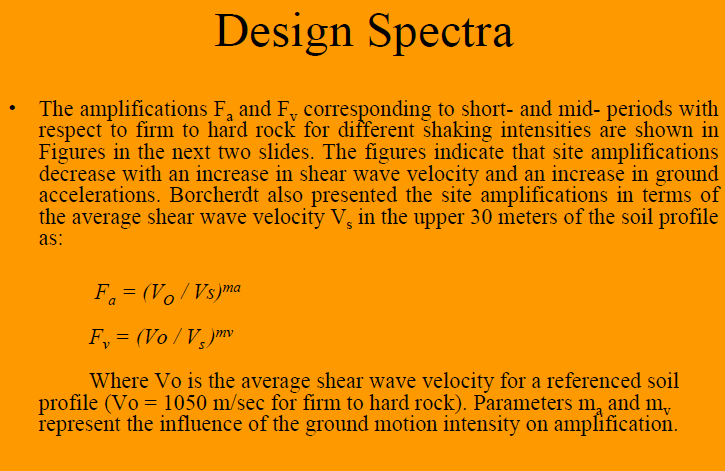 Design Spectra
• The amplifications Fa and Fv corresponding to short- and mid- periods with
respect to firm to hard rock for different shaking intensities are shown in
Figures in the next two slides. The figures indicate that site amplifications
decrease with an increase in shear wave velocity and an increase in ground
accelerations. Borcherdt also presented the site amplifications in terms of
the average shear wave velocity Vs in the upper 30 meters of the soil profile
as:
Fa = (VO / Vs)ma
Fv = (Vo / Vs )mv
Where Vo is the average shear wave velocity for a referenced soil
profile (Vo = 1050 m/sec for firm to hard rock). Parameters ma and mv
represent the influence of the ground motion intensity on amplification.